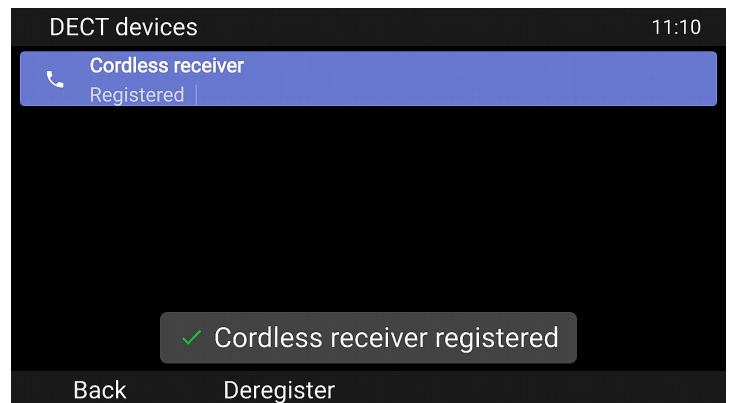 DECT devices 11:10
Cordless receiver
Registered
Cordless receiver registered
Back Deregister